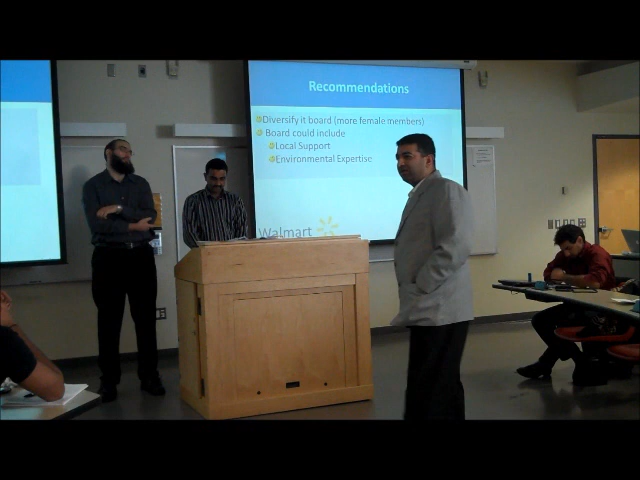 Recommendations
Diversify it board (more female members)
Board could include
Local Support
Environmental Expertise
Walmart